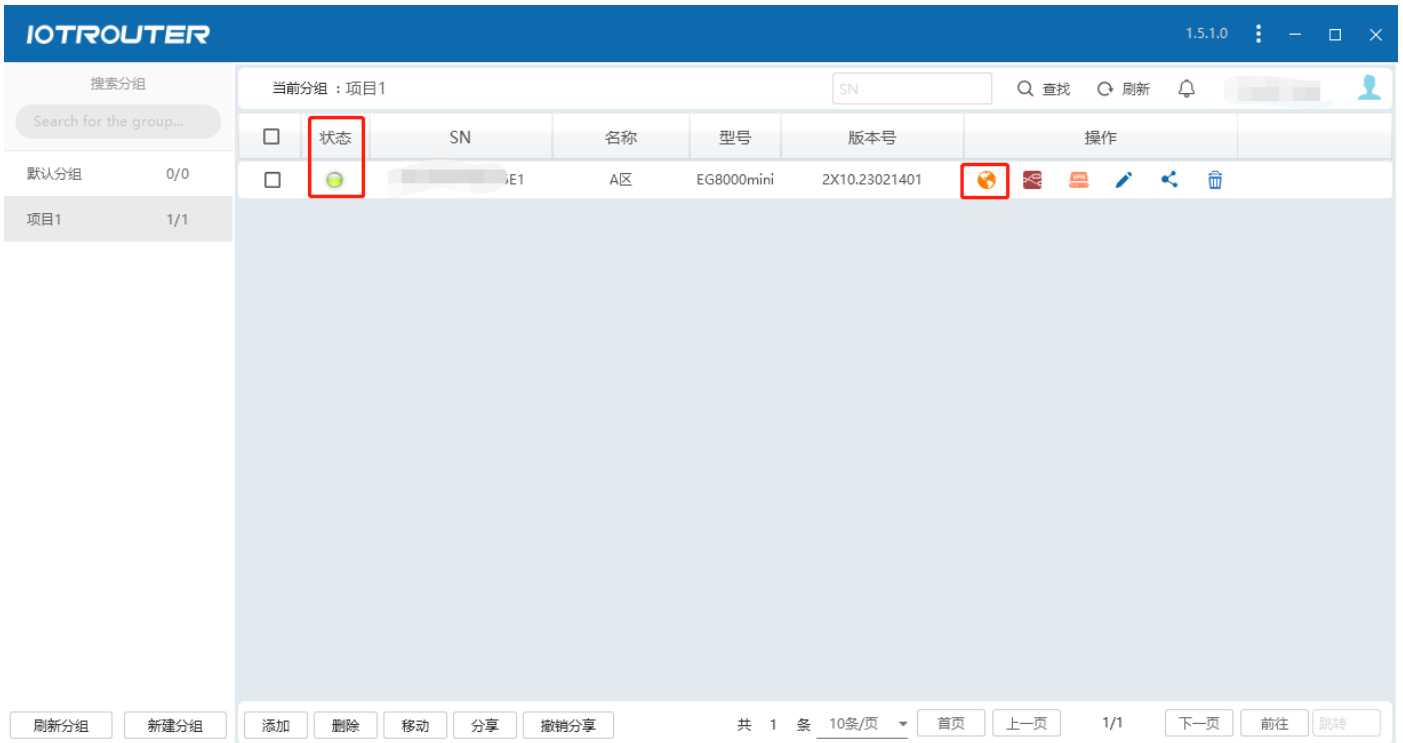 IOTROUTER
1.5.1.0
搜索分组
Search for the group...
默认分组 0/0
项目1 1/1
当前分组：项目1 SN 查找 刷新
状态 SN 名称 型号 版本号 操作
E1 A区 EG8000mini 2X10.23021401
VPN
刷新分组 新建分组 添加 删除 移动 分享 撤销分享 共 1 条 10条/页 首页 上一页 1/1 下一页 前往 跳转